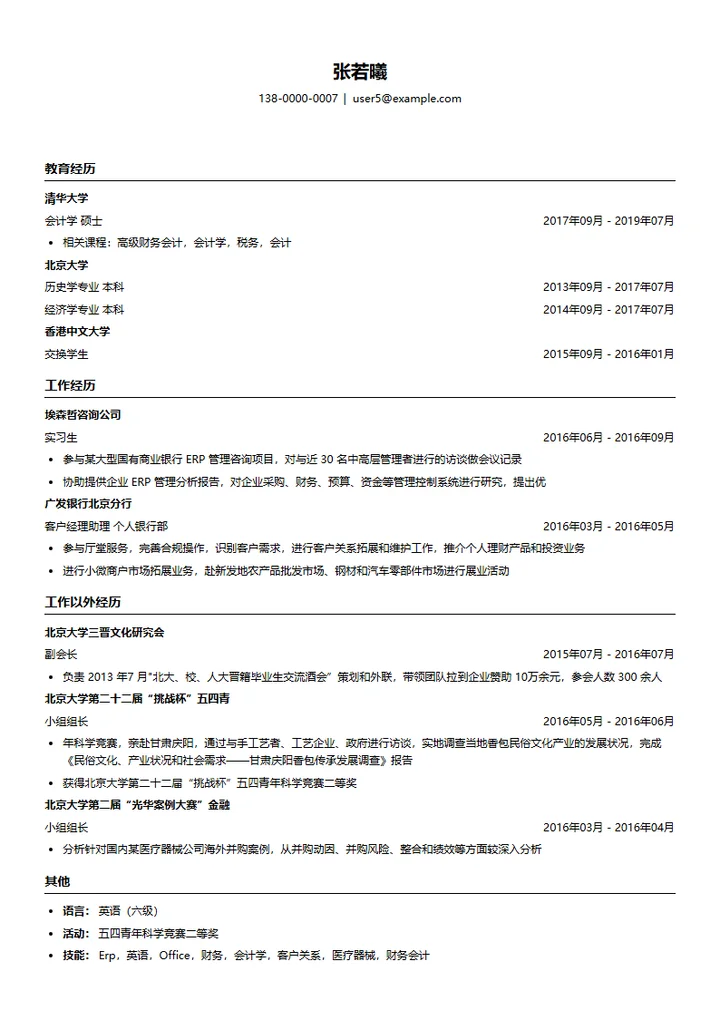 张若曦
138-0000-0007 | user5@example.com
教育经历
清华大学
会计学 硕士 2017年09月 - 2019年07月
• 相关课程：高级财务会计，会计学，税务，会计
北京大学
历史学专业 本科 2013年09月 - 2017年07月
经济学专业 本科 2014年09月 - 2017年07月
香港中文大学
交换学生 2015年09月 - 2016年01月
工作经历
埃森哲咨询公司
实习生 2016年06月 - 2016年09月
• 参与某大型国有商业银行 ERP 管理咨询项目，对与近 30 名中高层管理者进行的访谈做会议记录
• 协助提供企业 ERP 管理分析报告，对企业采购、财务、预算、资金等管理控制系统进行研究，提出优
广发银行北京分行
客户经理助理 个人银行部 2016年03月 - 2016年05月
• 参与厅堂服务，完善合规操作，识别客户需求，进行客户关系拓展和维护工作，推介个人理财产品和投资业务
• 进行小微商户市场拓展业务，赴新发地农产品批发市场、钢材和汽车零部件市场进行展业活动
工作以外经历
北京大学三晋文化研究会
副会长 2015年07月 - 2016年07月
• 负责 2013 年7 月"北大、校、人大晋籍毕业生交流酒会”策划和外联，带领团队拉到企业赞助 10万余元，参会人数 300 余人
北京大学第二十二届“挑战杯”五四青
小组组长 2016年05月 - 2016年06月
• 年科学竞赛，亲赴甘肃庆阳，通过与手工艺者、工艺企业、政府进行访谈，实地调查当地香包民俗文化产业的发展状况，完成
《民俗文化、产业状况和社会需求——甘肃庆阳香包传承发展调查》报告
• 获得北京大学第二十二届“挑战杯”五四青年科学竞赛二等奖
北京大学第二届“光华案例大赛”金融
小组组长 2016年03月 - 2016年04月
• 分析针对国内某医疗器械公司海外并购案例，从并购动因、并购风险、整合和绩效等方面较深入分析
其他
• 语言： 英语（六级）
• 活动： 五四青年科学竞赛二等奖
• 技能： Erp，英语，Office，财务，会计学，客户关系，医疗器械，财务会计